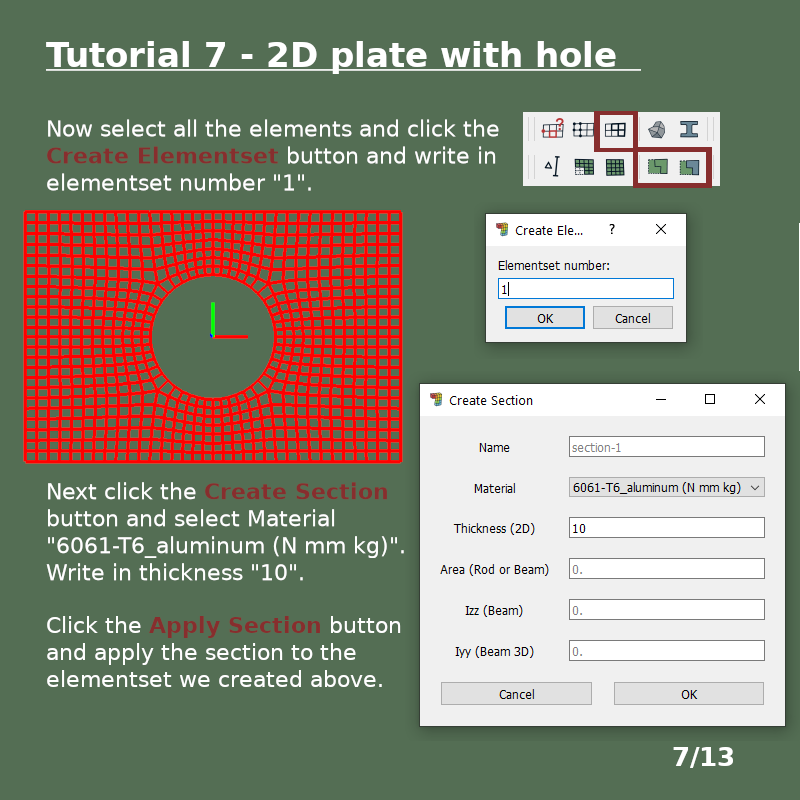 Tutorial 7 - 2D plate with hole
Now select all the elements and click the
Create Elementset button and write in
elementset number "1".
Create Ele...
?
Elementset number:
1
OK
Cancel
Create Section
Name
section-1
Material
6061-T6_aluminum (N mm kg)
Thickness (2D)
10
Area (Rod or Beam)
0.
Izz (Beam)
0.
Iyy (Beam 3D)
0.
Cancel
OK
Next click the Create Section
button and select Material
"6061-T6_aluminum (N mm kg)".
Write in thickness "10".
Click the Apply Section button
and apply the section to the
elementset we created above.
7/13